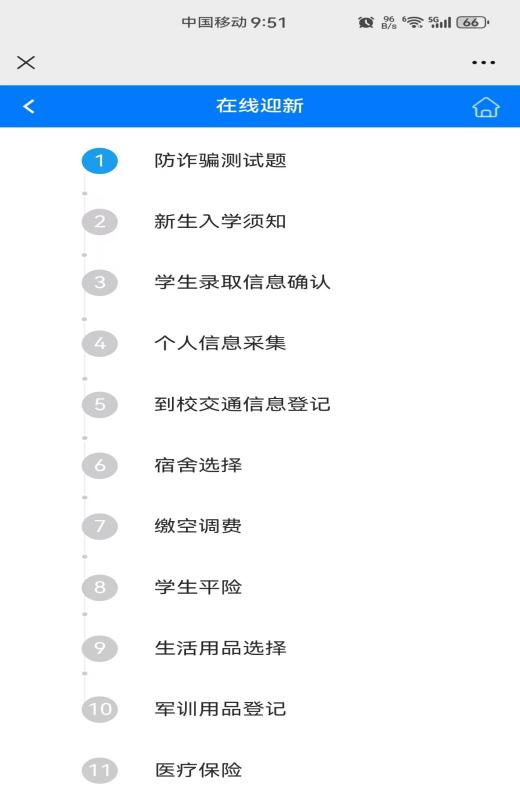 中国移动 9:51
96 B/s 6 5G 66
在线迎新
1 防诈骗测试题
2 新生入学须知
3 学生录取信息确认
4 个人信息采集
5 到校交通信息登记
6 宿舍选择
7 缴空调费
8 学生平险
9 生活用品选择
10 军训用品登记
11 医疗保险